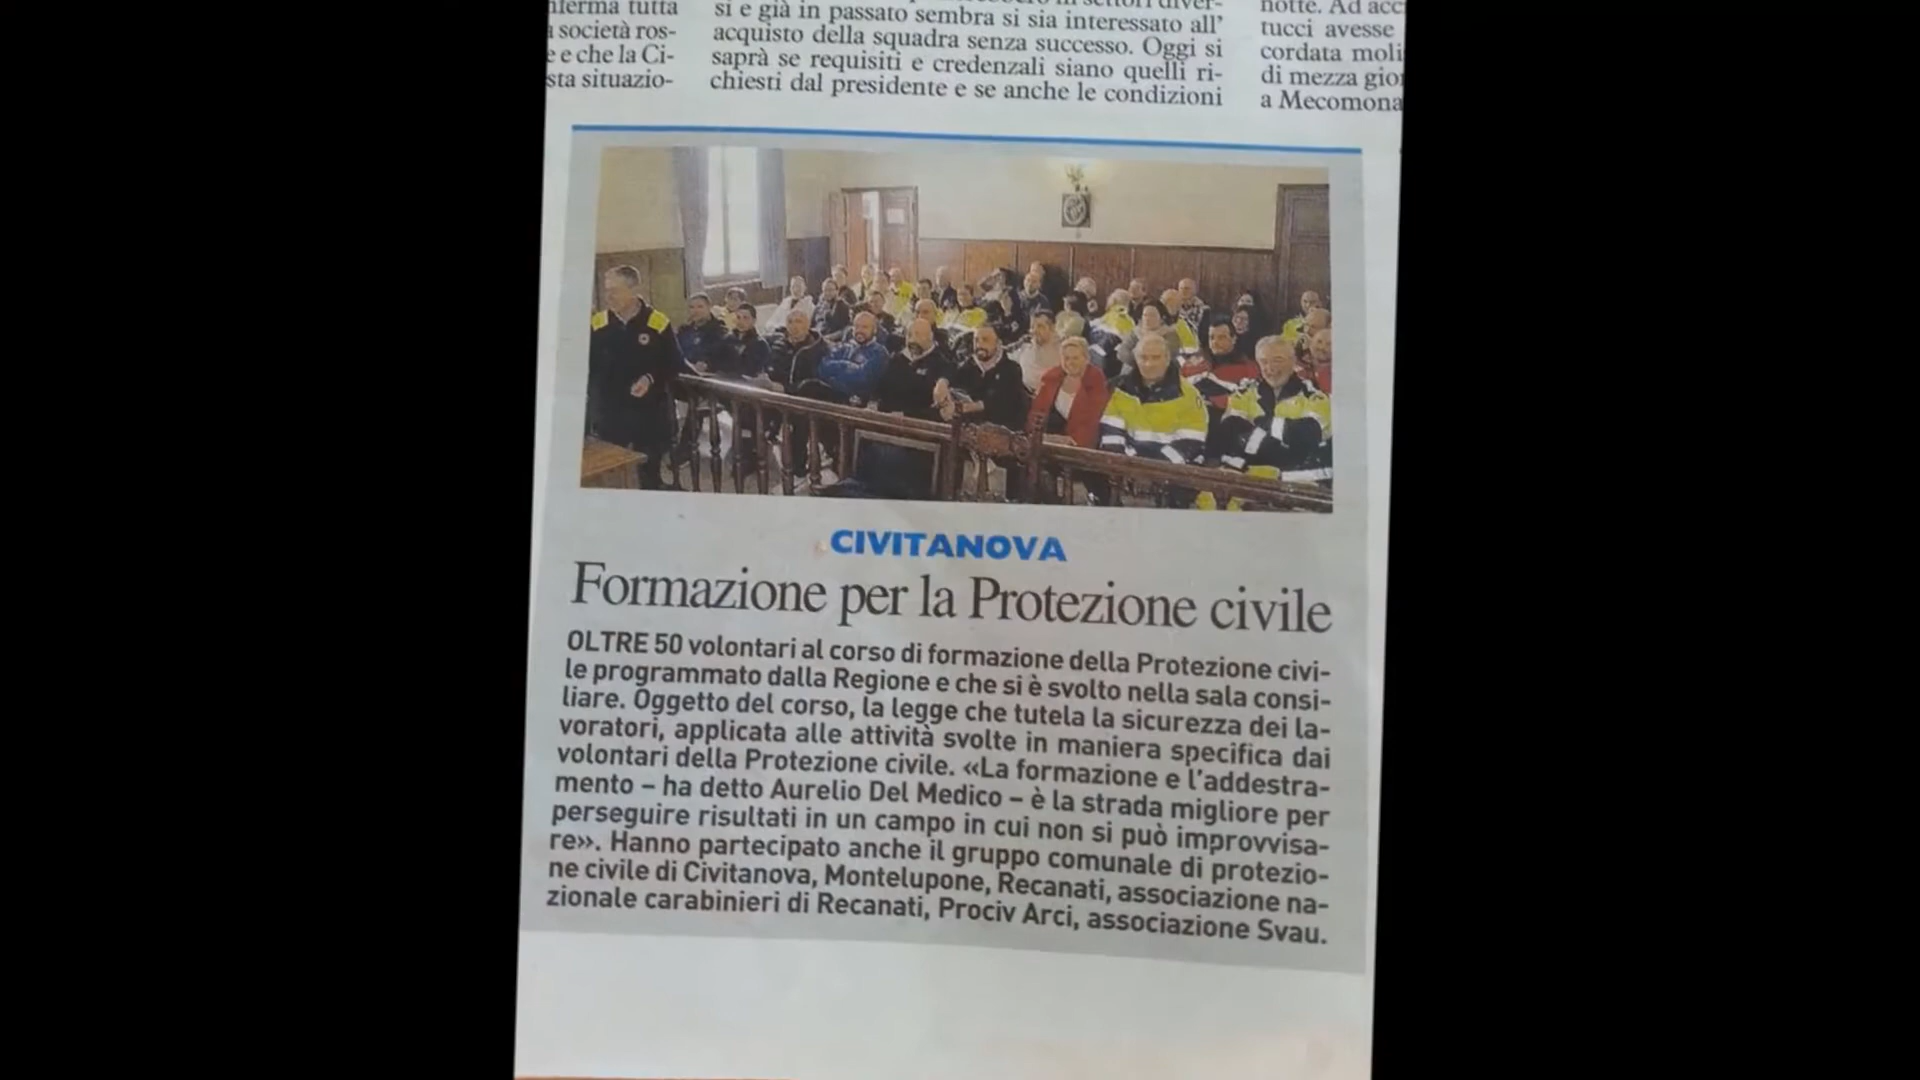 tutta
società ros-
e e che la Ci-
sta situazio-
si e già in passato sembra si sia interessato all'
acquisto della squadra senza successo. Oggi si
saprà se requisiti e credenziali siano quelli ri-
chiesti dal presidente e se anche le condizioni
notte. Ad acc
tucci avesse
cordata moli
di mezza gior
a Mecomona
CIVITANOVA
Formazione per la Protezione civile
OLTRE 50 volontari al corso di formazione della Protezione civi-
le programmato dalla Regione e che si è svolto nella sala consi-
liare. Oggetto del corso, la legge che tutela la sicurezza dei la-
voratori, applicata alle attività svolte in maniera specifica dai
volontari della Protezione civile. «La formazione e l'addestra-
mento – ha detto Aurelio Del Medico – è la strada migliore per
perseguire risultati in un campo in cui non si può improvvisa-
re». Hanno partecipato anche il gruppo comunale di protezio-
ne civile di Civitanova, Montelupone, Recanati, associazione na-
zionale carabinieri di Recanati, Prociv Arci, associazione Svau.